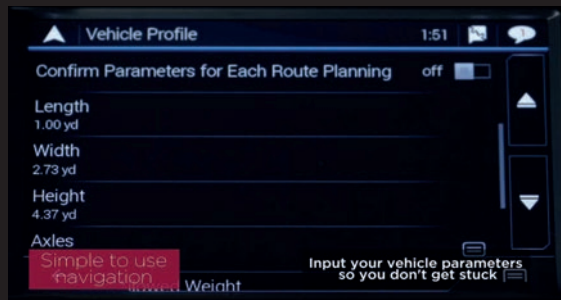 Vehicle Profile
1:51
Confirm Parameters for Each Route Planning
off
Length
1.00 yd
Width
2.73 yd
Height
4.37 yd
Axles
Simple to use
navigation
Input your vehicle parameters
so you don't get stuck
Weight